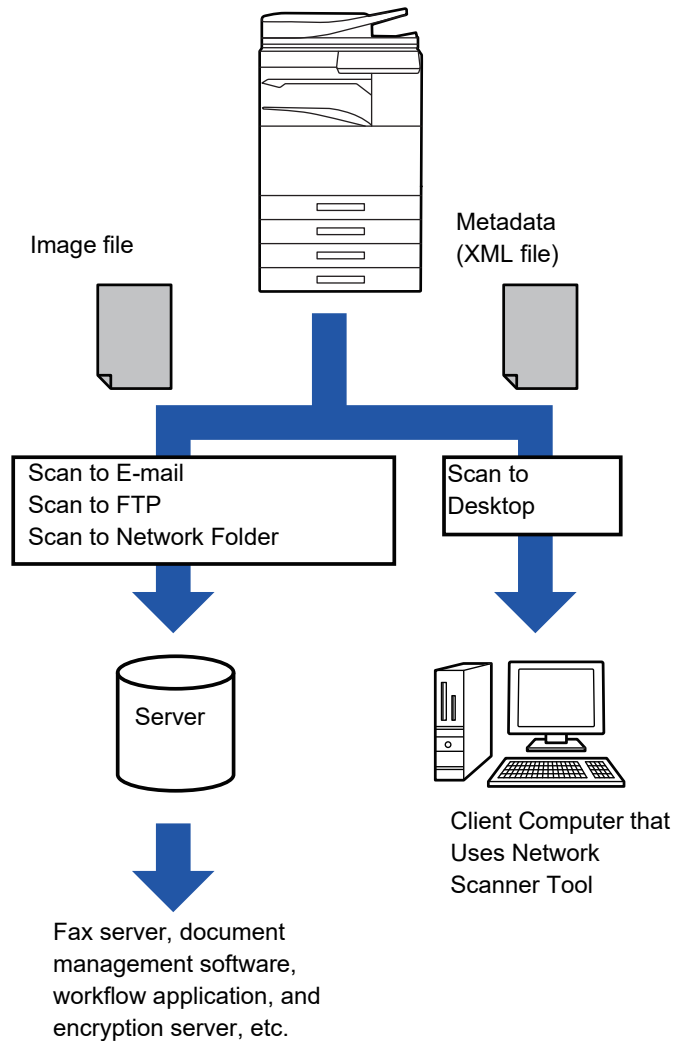 Image file
Metadata
(XML file)
Scan to E-mail
Scan to FTP
Scan to Network Folder
Scan to
Desktop
Server
Client Computer that
Uses Network
Scanner Tool
Fax server, document
management software,
workflow application, and
encryption server, etc.